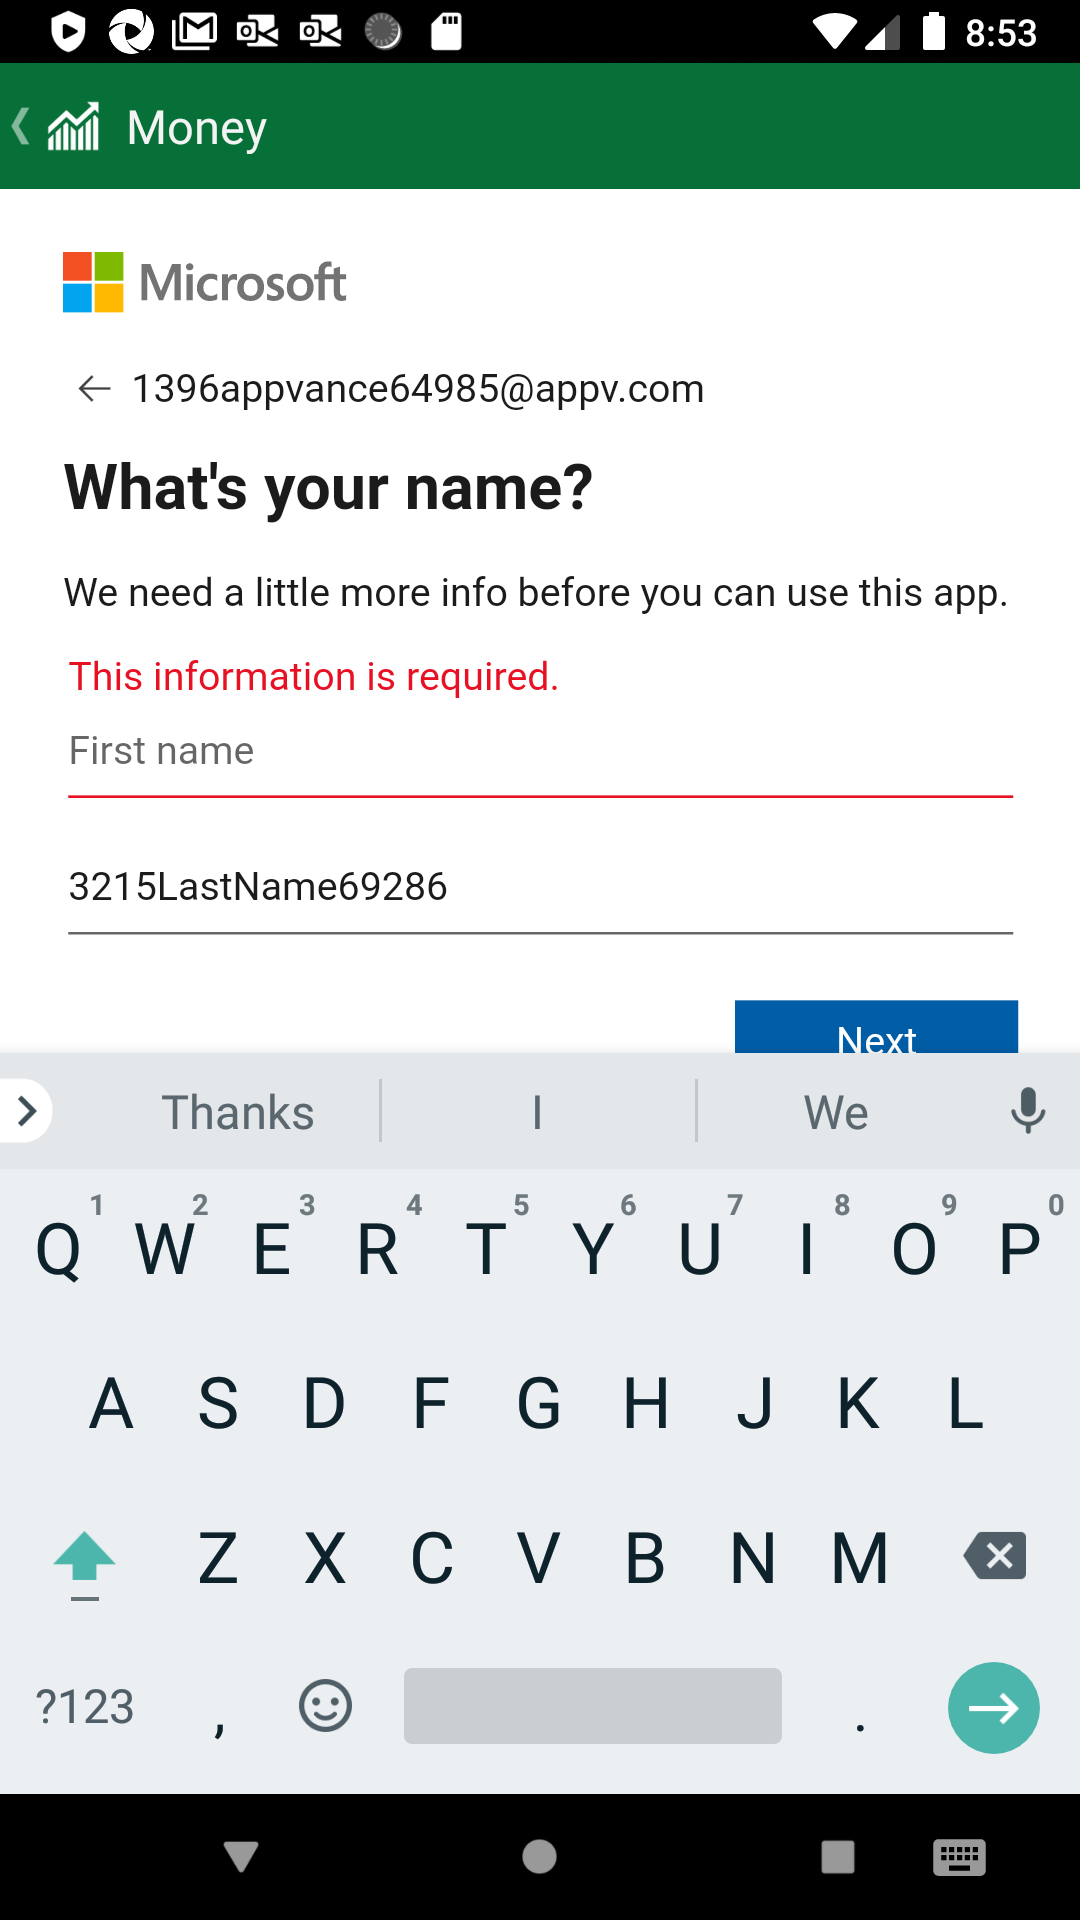 8:53
Money
Microsoft
1396appvance64985@appv.com
What's your name?
We need a little more info before you can use this app.
This information is required.
First name
3215LastName69286
Next
Thanks I We
1 2 3 4 5 6 7 8 9 0
Q W E R T Y U I O P
A S D F G H J K L
Z X C V B N M
?123 , .